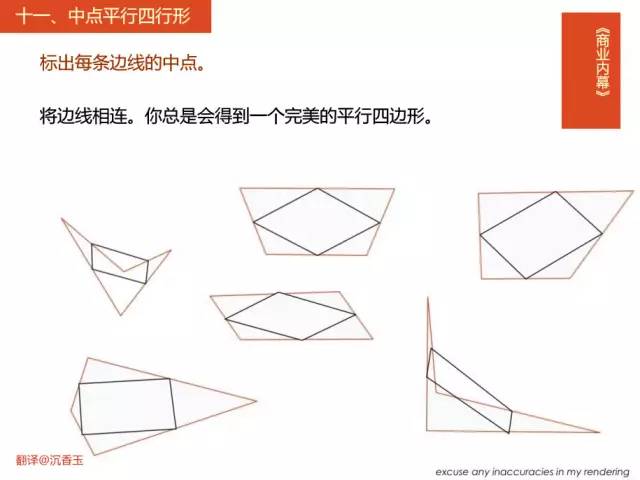 十一、中点平行四行形
《商业内幕》
标出每条边线的中点。
将边线相连。你总是会得到一个完美的平行四边形。
翻译@沉香玉
excuse any inaccuracies in my rendering